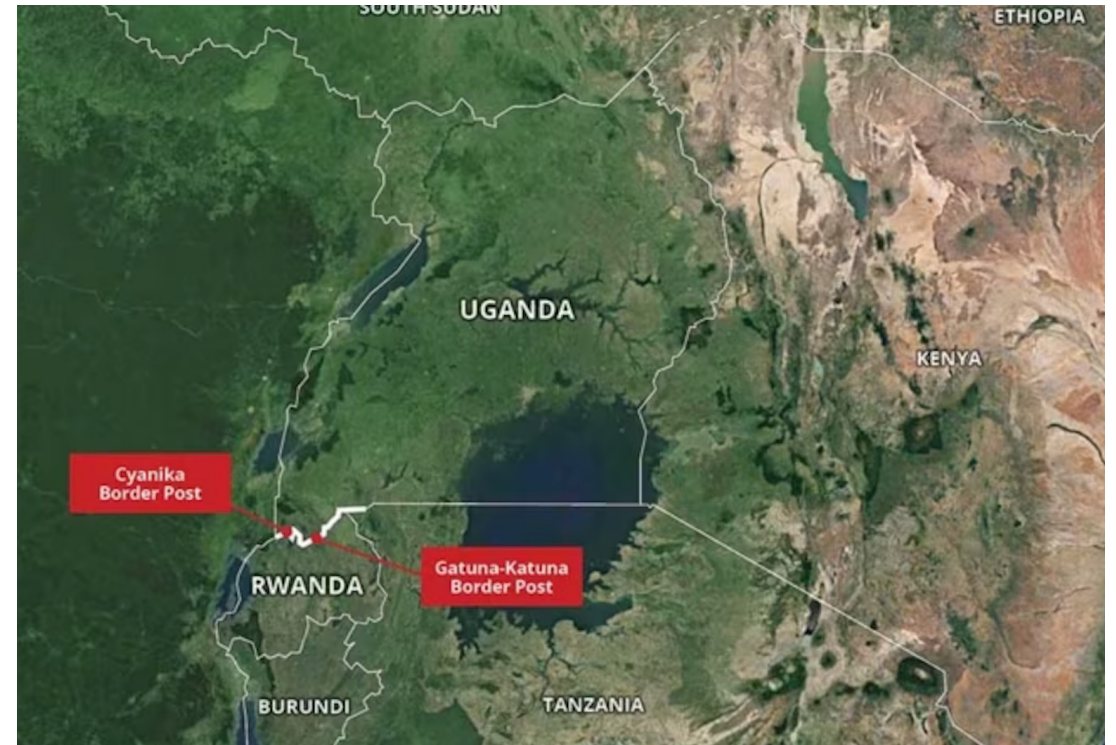 SOUTH SUDAN
ETHIOPIA
UGANDA
KENYA
Cyanika
Border Post
Gatuna-Katuna
Border Post
RWANDA
BURUNDI
TANZANIA